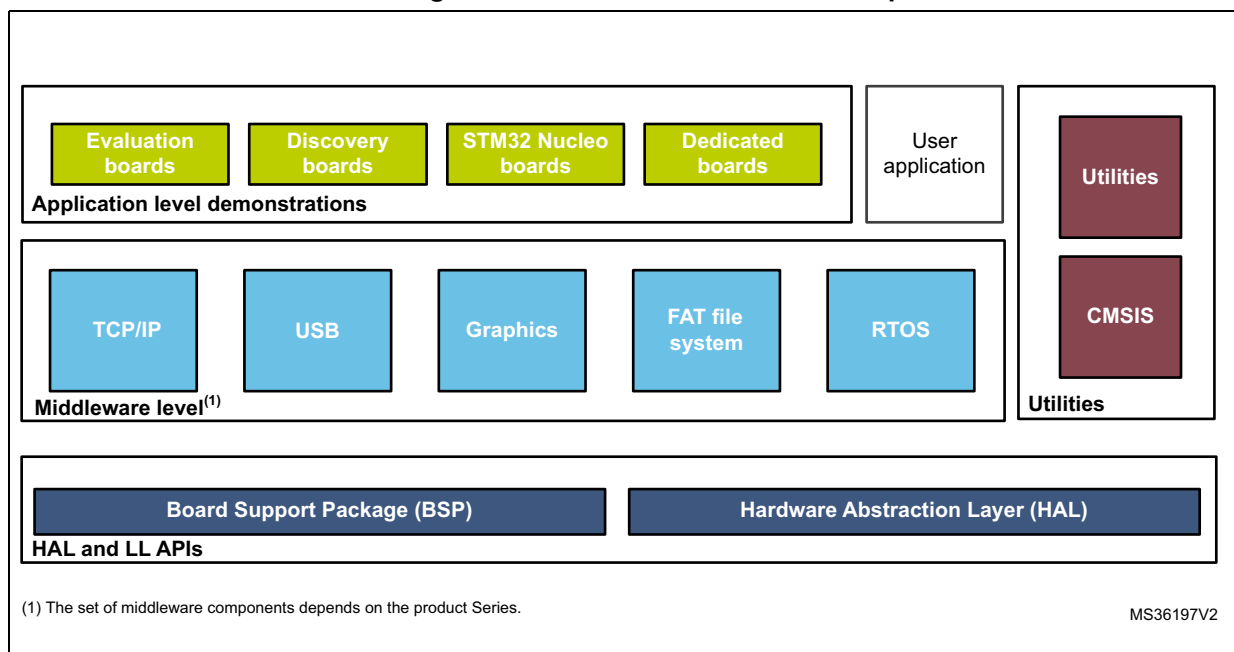 Evaluation
boards
Discovery
boards
STM32 Nucleo
boards
Dedicated
boards
Application level demonstrations
User
application
Utilities
CMSIS
Utilities
TCP/IP
USB
Graphics
FAT file
system
RTOS
Middleware level(1)
Board Support Package (BSP)
Hardware Abstraction Layer (HAL)
HAL and LL APIs
(1) The set of middleware components depends on the product Series.
MS36197V2